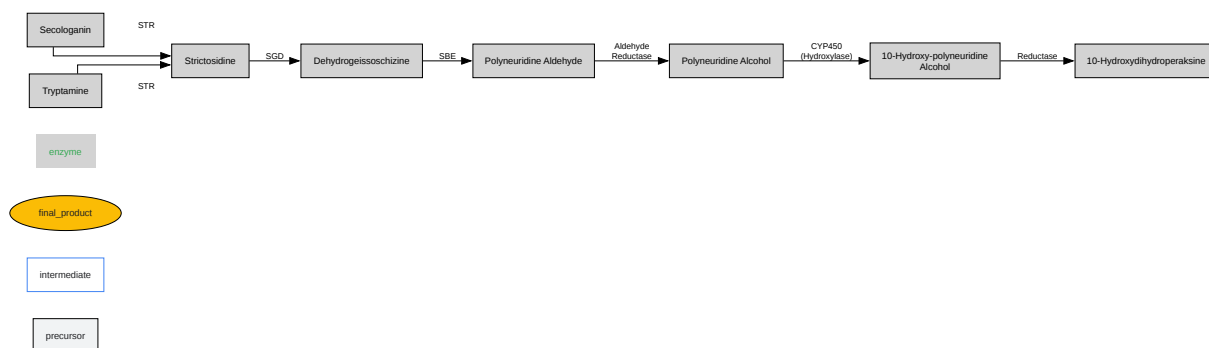 Secologanin
STR
Strictosidine
SGD
Dehydrogeissoschizine
SBE
Polyneuridine Aldehyde
Aldehyde
Reductase
Polyneuridine Alcohol
CYP450
(Hydroxylase)
10-Hydroxy-polyneuridine
Alcohol
Reductase
10-Hydroxydihydroperaksine
Tryptamine
STR
enzyme
final_product
intermediate
precursor